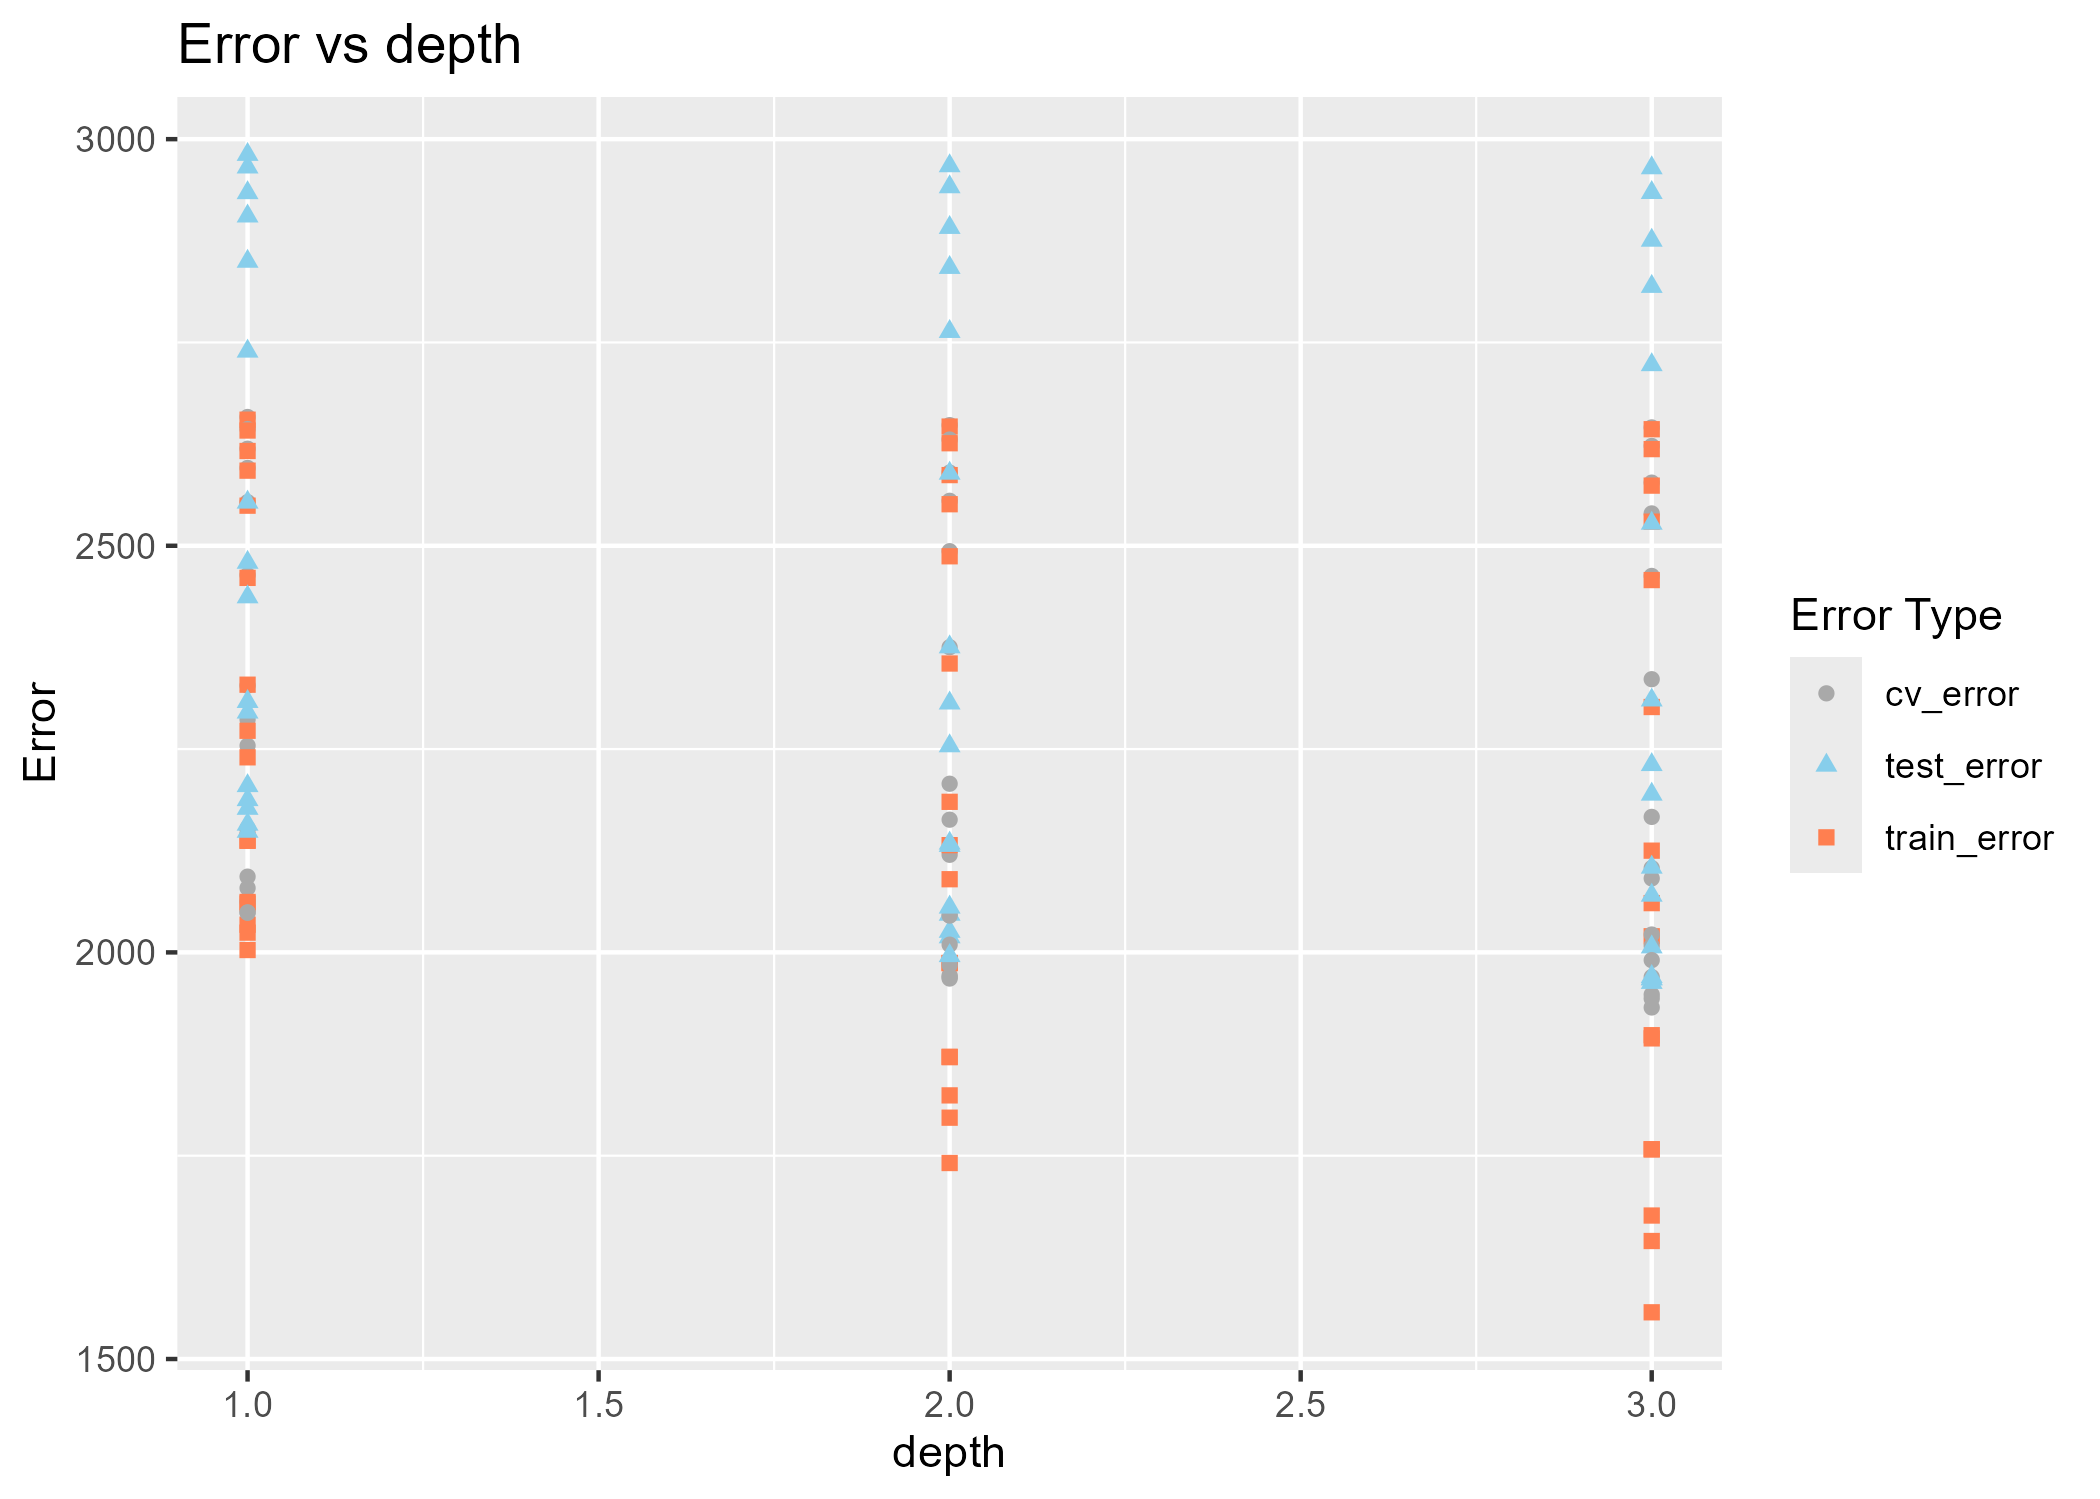 Error vs depth
3000
2500
2000
1500
Error
1.0 1.5 2.0 2.5 3.0
depth
Error Type
cv_error
test_error
train_error